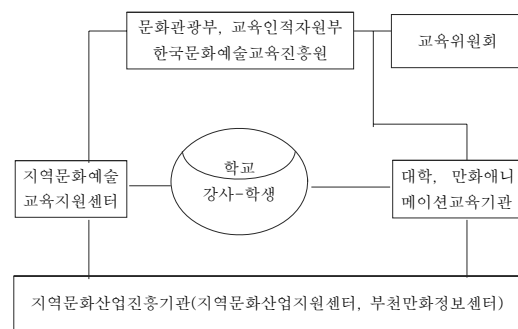 문화관광부, 교육인적자원부
한국문화예술교육진흥원
교육위원회
지역문화예술
교육지원센터
학교
강사-학생
대학, 만화애니
메이션교육기관
지역문화산업진흥기관(지역문화산업지원센터, 부천만화정보센터)